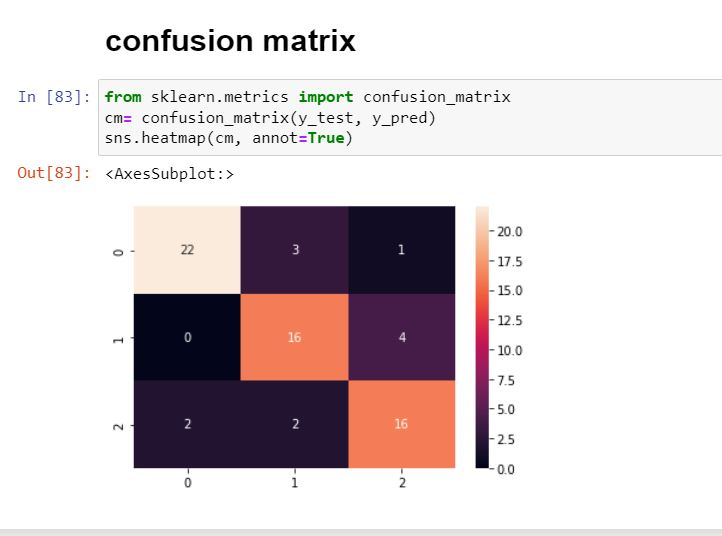 confusion matrix
In [83]: from sklearn.metrics import confusion_matrix
cm= confusion_matrix(y_test, y_pred)
sns.heatmap(cm, annot=True)
Out[83]: <AxesSubplot:>
0 22 3 1
1 0 16 4
2 2 2 16
0 1 2
20.0
17.5
15.0
12.5
10.0
7.5
5.0
2.5
0.0